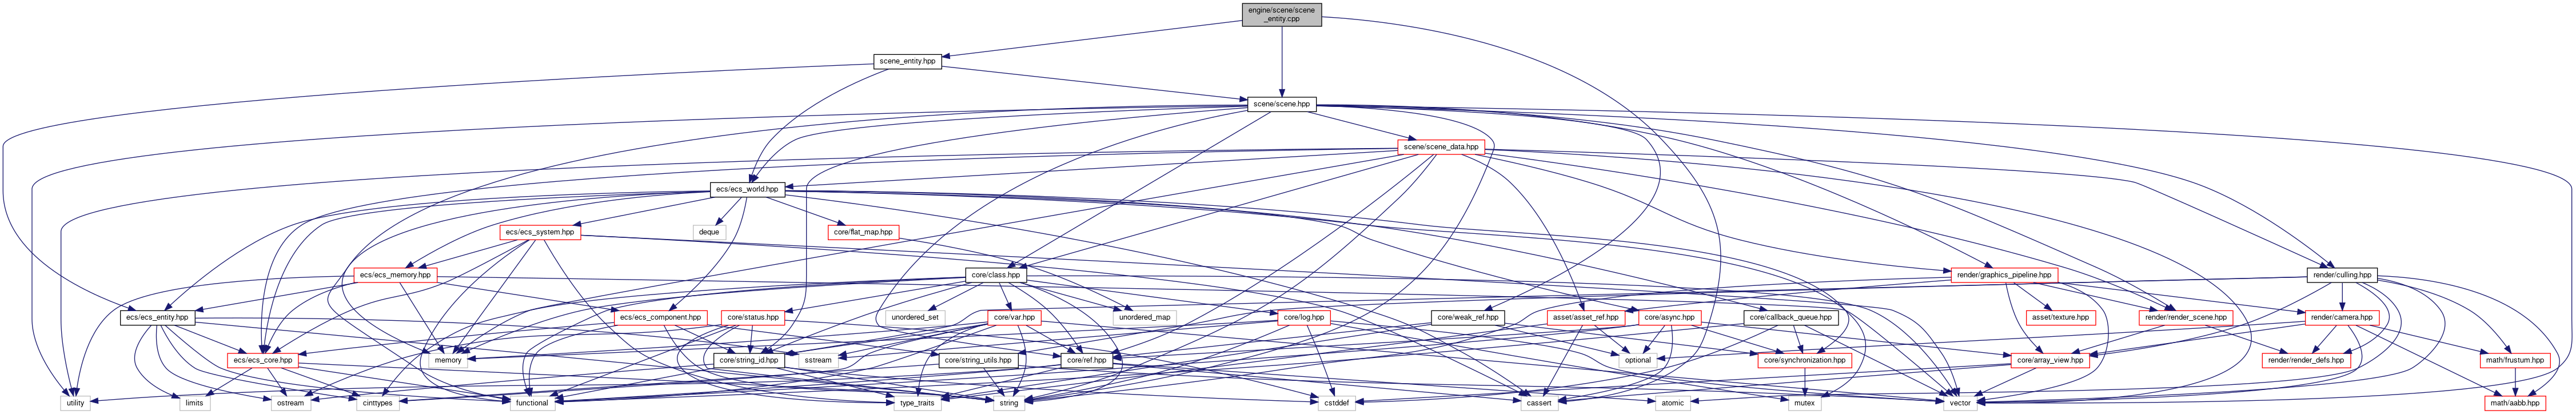 engine/scene/scene
_entity.cpp
scene_entity.hpp
scene/scene.hpp
scene/scene_data.hpp
ecs/ecs_world.hpp
ecs/ecs_system.hpp
deque
core/flat_map.hpp
ecs/ecs_memory.hpp
core/class.hpp
render/graphics_pipeline.hpp
render/culling.hpp
ecs/ecs_entity.hpp
ecs/ecs_component.hpp
core/status.hpp
unordered_set
core/ar.hpp
unordered_map
core/log.hpp
core/weak_ref.hpp
asset/asset_ref.hpp
core/async.hpp
core/callback_queue.hpp
asset/texture.hpp
render/render_scene.hpp
render/camera.hpp
ecs/ecs_core.hpp
memory
core/string_id.hpp
sstream
core/string_utils.hpp
core/ref.hpp
optional
core/synchronization.hpp
core/array_view.hpp
render/render_defs.hpp
math/frustum.hpp
utility
limits
ostream
cinttypes
functional
type_traits
string
cstddef
cassert
atomic
mutex
vector
math/aabb.hpp